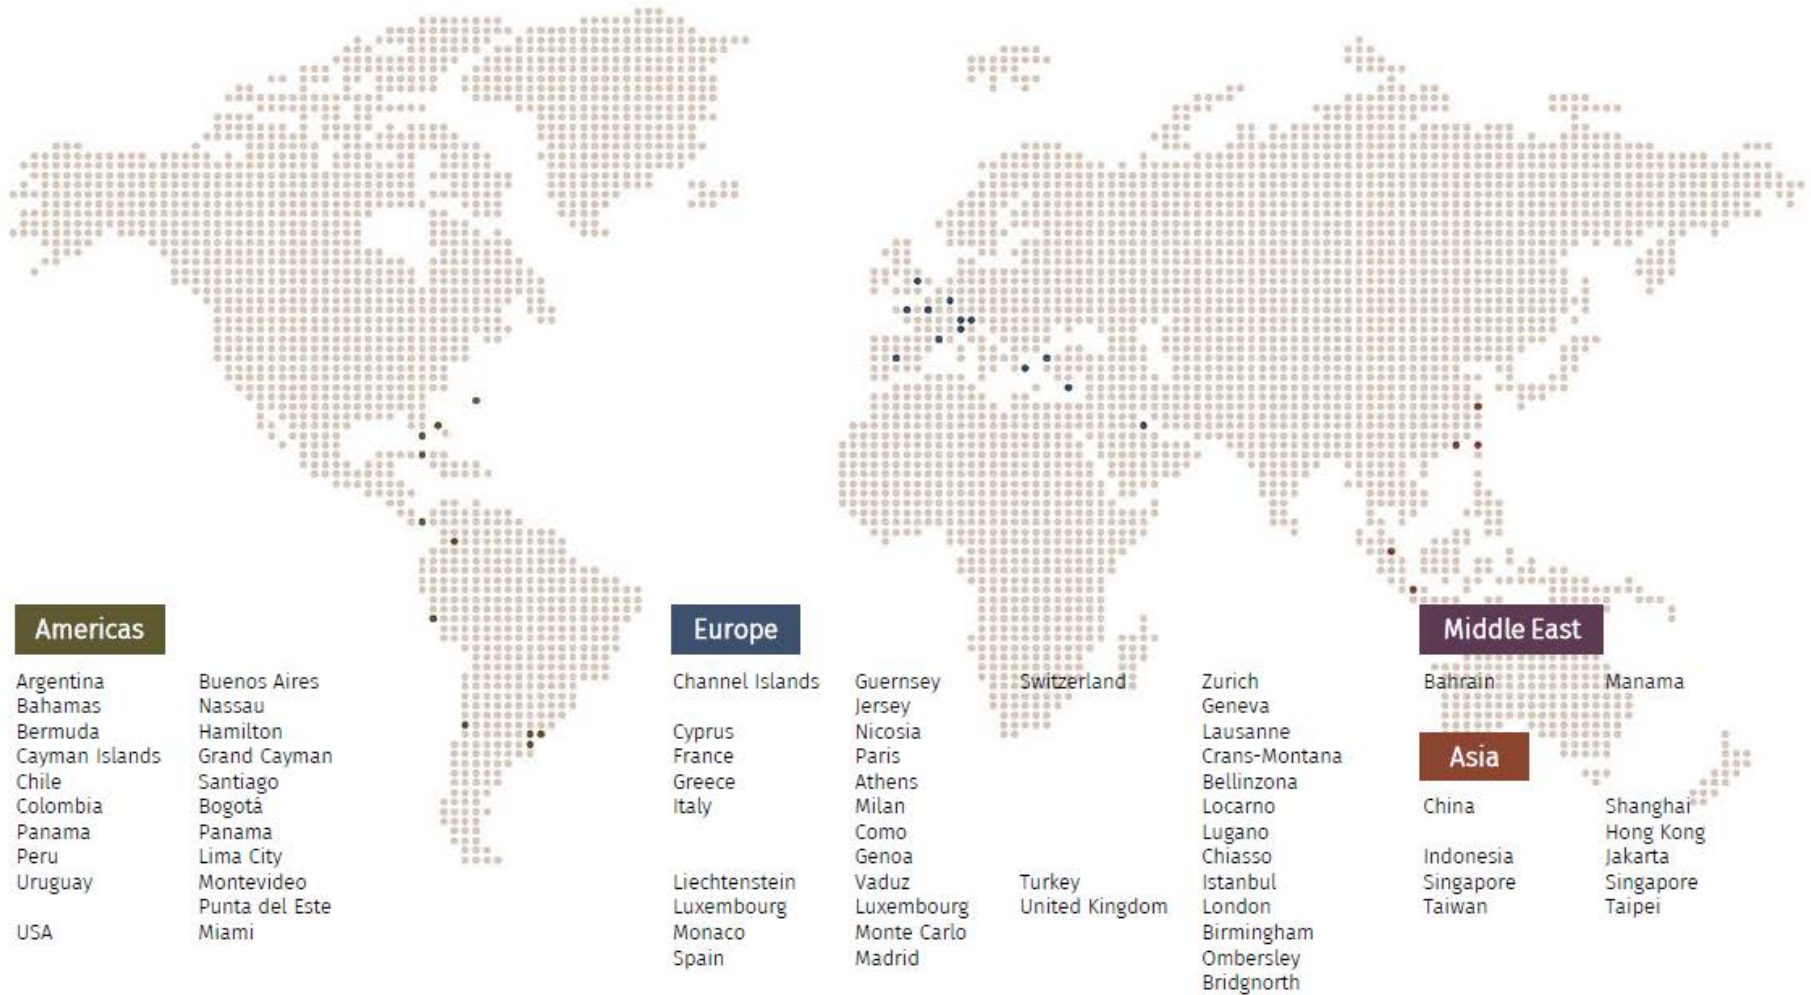 Americas
Argentina Buenos Aires
Bahamas Nassau
Bermuda Hamilton
Cayman Islands Grand Cayman
Chile Santiago
Colombia Bogotá
Panama Panama
Peru Lima City
Uruguay Montevideo
Punta del Este
USA Miami
Europe
Channel Islands Guernsey
Jersey
Cyprus Nicosia
France Paris
Greece Athens
Italy Milan
Como
Genoa
Liechtenstein Vaduz
Luxembourg Luxembourg
Monaco Monte Carlo
Spain Madrid
Switzerland Zurich
Geneva
Lausanne
Crans-Montana
Bellinzona
Locarno
Lugano
Chiasso
Turkey Istanbul
United Kingdom London
Birmingham
Ombersley
Bridgnorth
Middle East
Bahrain Manama
Asia
China Shanghai
Hong Kong
Indonesia Jakarta
Singapore Singapore
Taiwan Taipei